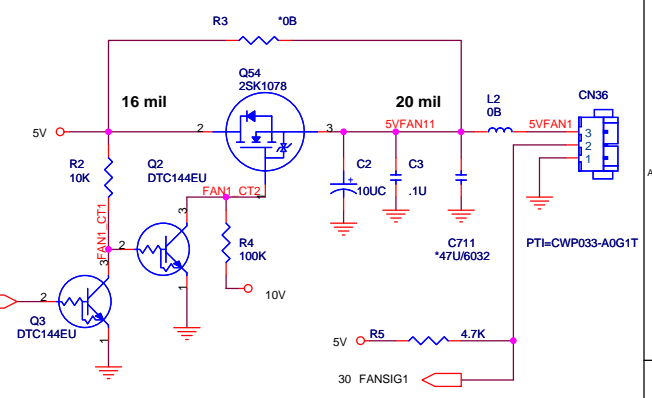 R3 *0B
Q54
2SK1078
16 mil
20 mil
L2
0B
CN36
5V
2
3
5VFAN11
5VFAN1
3
2
1
R2
10K
Q2
DTC144EU
FAN1_CT2
1
C2
+
10UC
C3
.1U
A
FAN1_CT1
3
2
R4
100K
C711
*47U/6032
PTI=CWP033-A0G1T
3
2
1
10V
Q3
DTC144EU
1
5V
R5
4.7K
30 FANSIG1